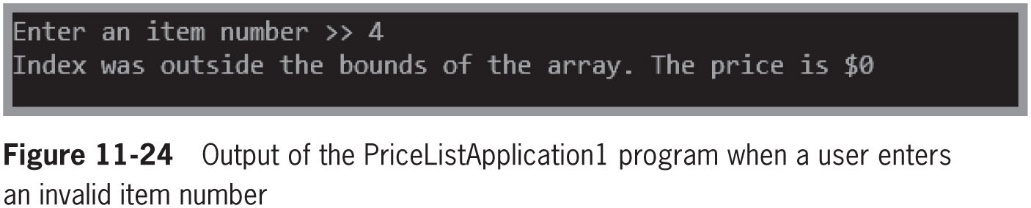 Enter an item number >> 4
Index was outside the bounds of the array. The price is $0
Figure 11-24 Output of the PriceListApplication1 program when a user enters
an invalid item number